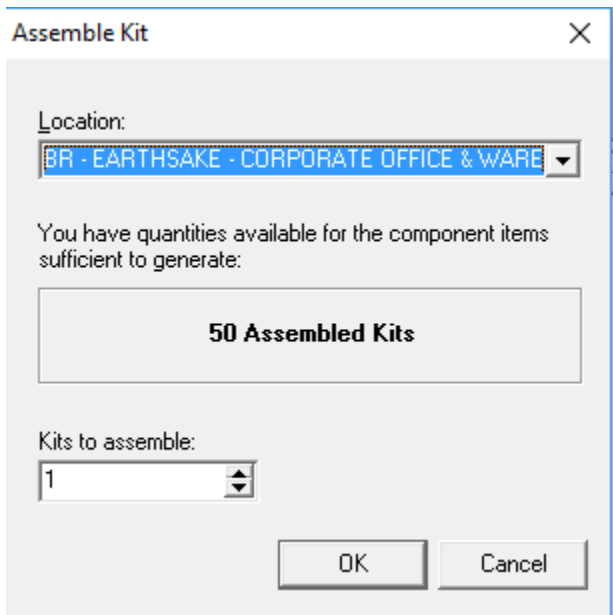 Assemble Kit
Location:
BR - EARTHSAKE - CORPORATE OFFICE & WARE
You have quantities available for the component items
sufficient to generate:
50 Assembled Kits
Kits to assemble:
1
OK Cancel